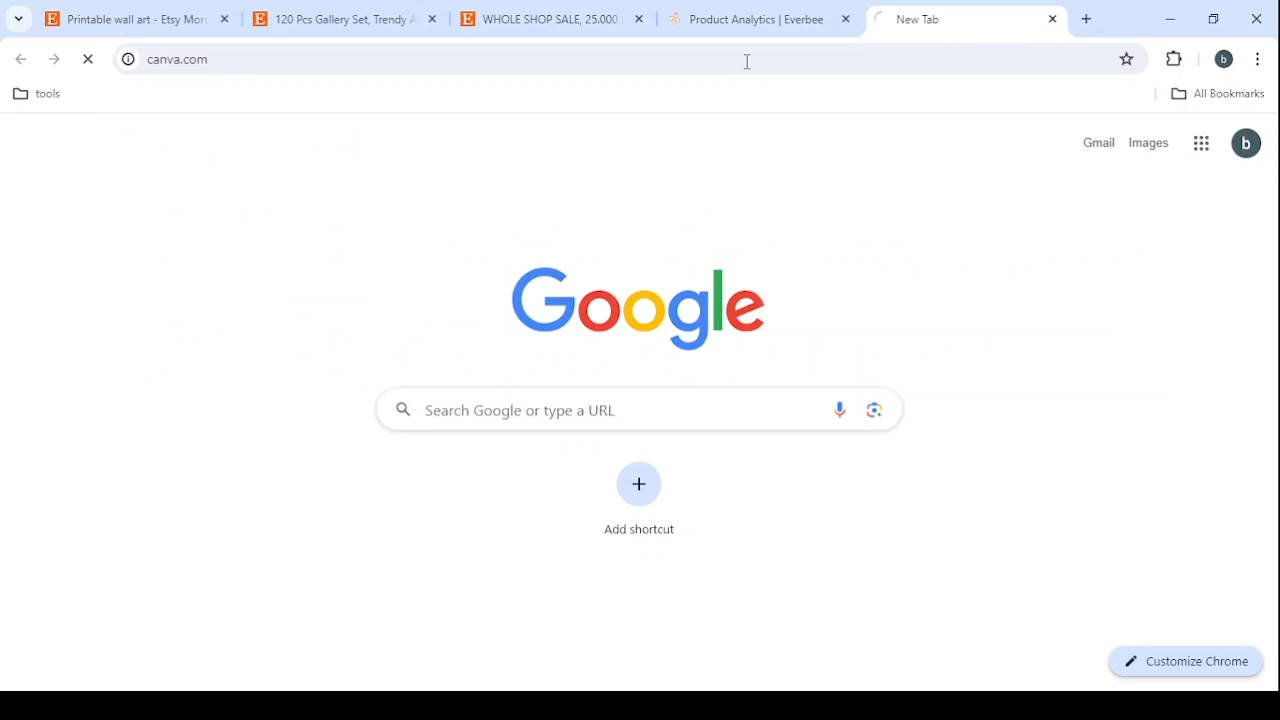 Printable wall art - Etsy Moro
120 Pcs Gallery Set, Trendy A
WHOLE SHOP SALE, 25.000
Product Analytics | Everbee
New Tab
canva.com
b
tools
All Bookmarks
Gmail
Images
b
Google
Search Google or type a URL
Add shortcut
Customize Chrome